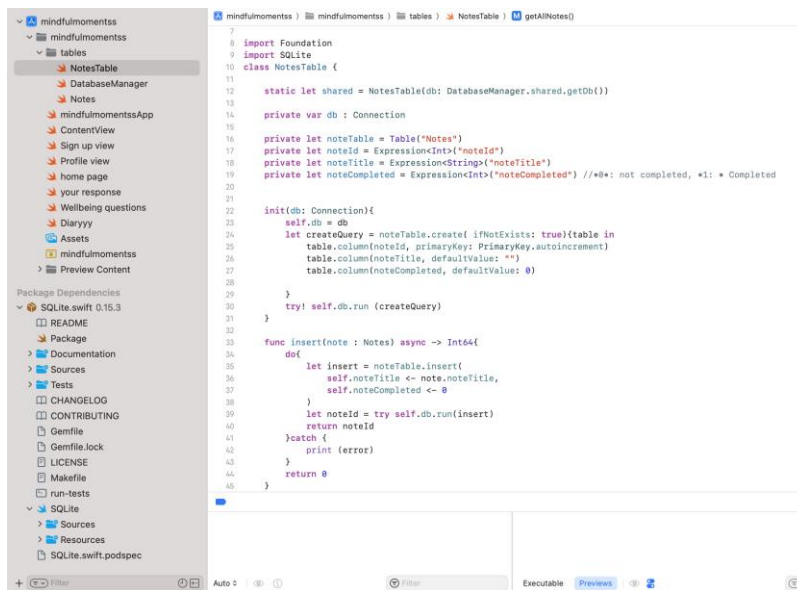 mindfulmomentss
mindfulmomentss
tables
NotesTable
DatabaseManager
Notes
mindfulmomentssApp
ContentView
Sign up view
Profile view
home page
your response
Wellbeing questions
Diaryyy
Assets
mindfulmomentss
Preview Content
Package Dependencies
SQLite.swift 0.15.3
README
Package
Documentation
Sources
Tests
CHANGELOG
CONTRIBUTING
Gemfile
Gemfile.lock
LICENSE
Makefile
run-tests
SQLite
Sources
Resources
SQLite.swift.podspec
Filter
mindfulmomentss 〉 mindfulmomentss 〉 tables 〉 NotesTable 〉 M getAllNotes()
7
8 import Foundation
9 import SQLite
10 class NotesTable {
11
12 static let shared = NotesTable(db: DatabaseManager.shared.getDb())
13
14 private var db : Connection
15
16 private let noteTable = Table("Notes")
17 private let noteId = Expression<Int>("noteId")
18 private let noteTitle = Expression<String>("noteTitle")
19 private let noteCompleted = Expression<Int>("noteCompleted") //*0*: not completed, *1: * Completed
20
21
22 init(db: Connection){
23 self.db = db
24 let createQuery = noteTable.create( ifNotExists: true){table in
25 table.column(noteId, primaryKey: PrimaryKey.autoincrement)
26 table.column(noteTitle, defaultValue: "")
27 table.column(noteCompleted, defaultValue: 0)
28
29 }
30 try! self.db.run (createQuery)
31 }
32
33 func insert(note : Notes) async -> Int64{
34 do{
35 let insert = noteTable.insert(
36 self.noteTitle <- note.noteTitle,
37 self.noteCompleted <- 0
38 )
39 let noteId = try self.db.run(insert)
40 return noteId
41 }catch {
42 print (error)
43 }
44 return 0
45 }
Auto
Filter
Executable Previews